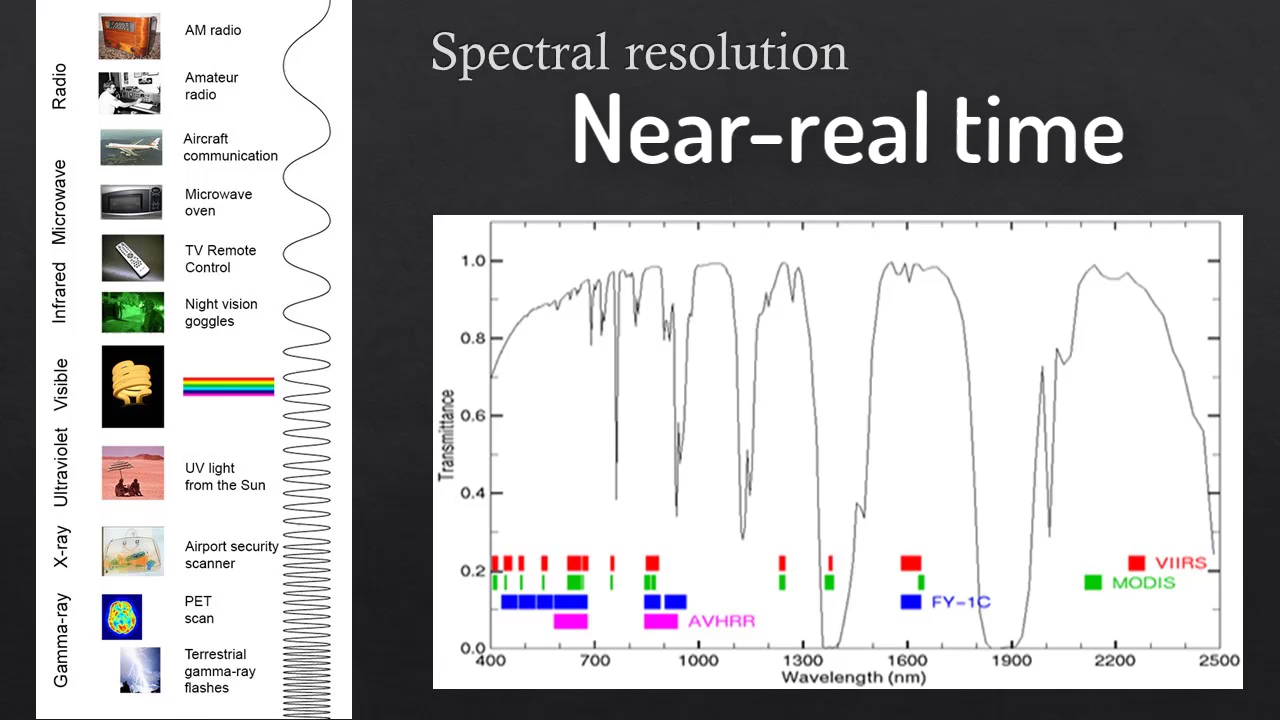 Spectral resolution
Near-real time
Radio
Microwave
Infrared
Visible
Ultraviolet
X-ray
Gamma-ray
AM radio
Amateur
radio
Aircraft
communication
Microwave
oven
TV Remote
Control
Night vision
goggles
UV light
from the Sun
Airport security
scanner
PET
scan
Terrestrial
gamma-ray
flashes
Transmittance
1.0
0.8
0.6
0.4
0.2
0.0
VIIRS
MODIS
FY-1C
AVHRR
400 700 1000 1300 1600 1900 2200 2500
Wavelength (nm)